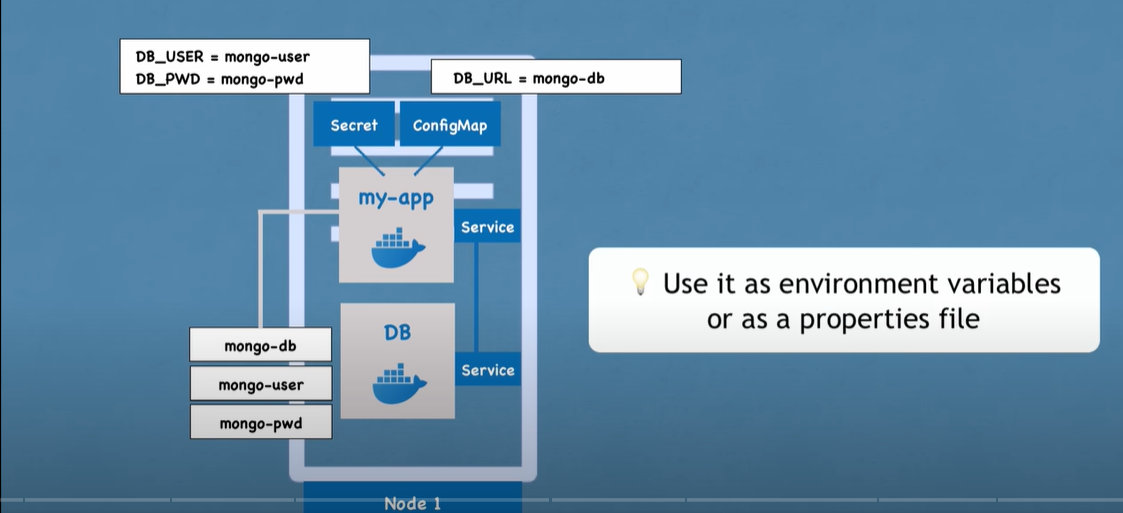 DB_USER = mongo-user
DB_PWD = mongo-pwd
DB_URL = mongo-db
Secret
ConfigMap
my-app
Service
Use it as environment variables
or as a properties file
DB
mongo-db
mongo-user
mongo-pwd
Service
Node 1